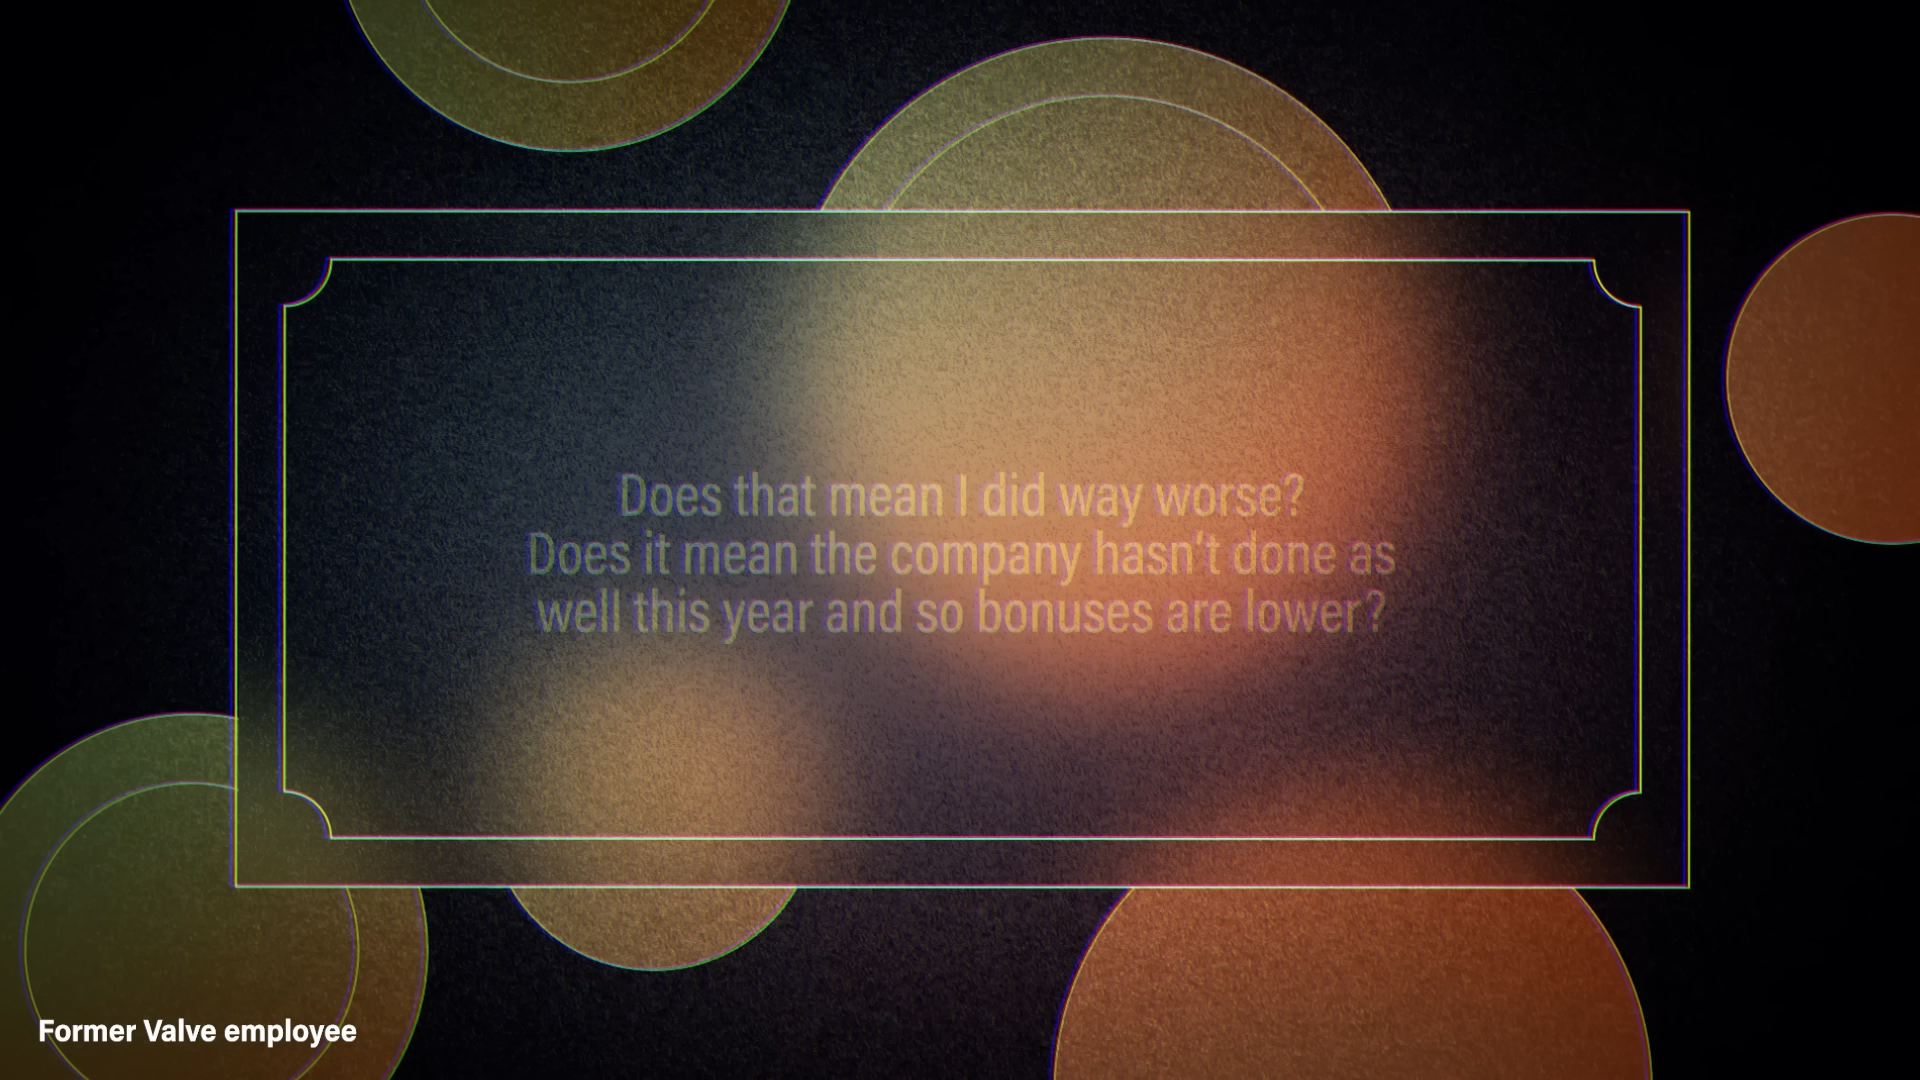 Does that mean I did way worse?
Does it mean the company hasn't done as
well this year and so bonuses are lower?
Former Valve employee